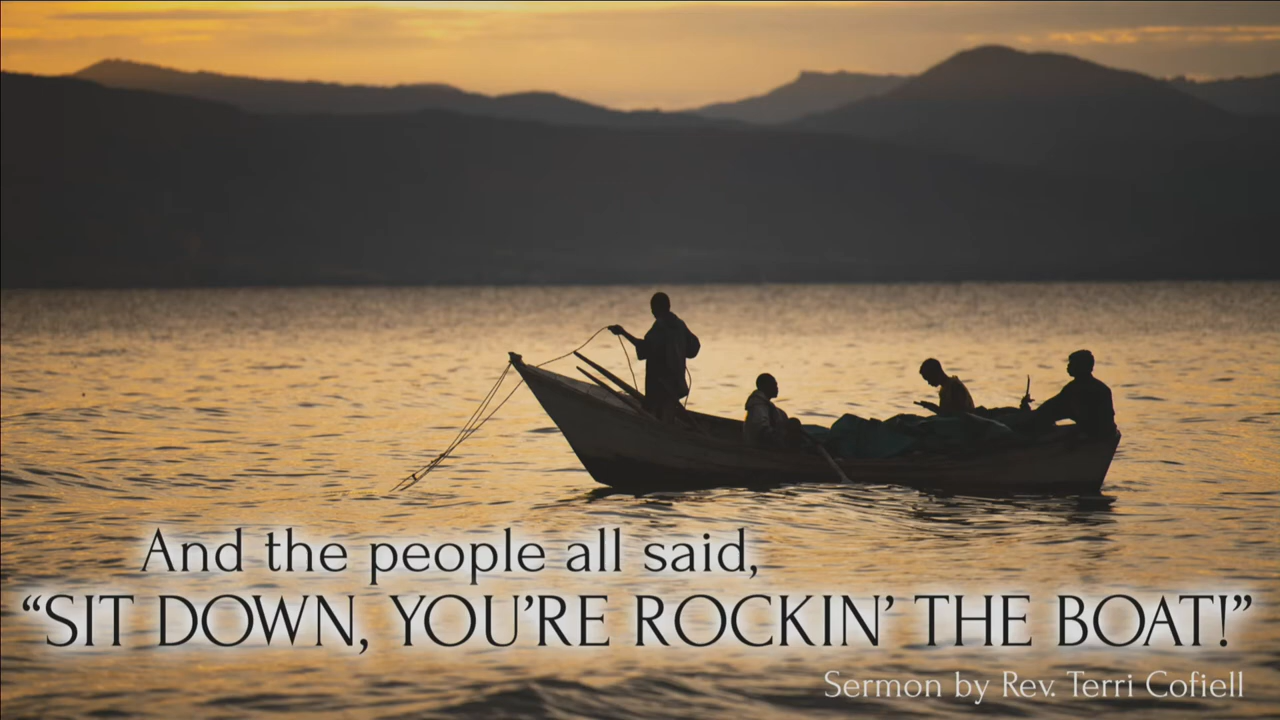 And the people all said,
“SIT DOWN, YOU’RE ROCKIN’ THE BOAT!”
Sermon by Rev. Terri Cofiell